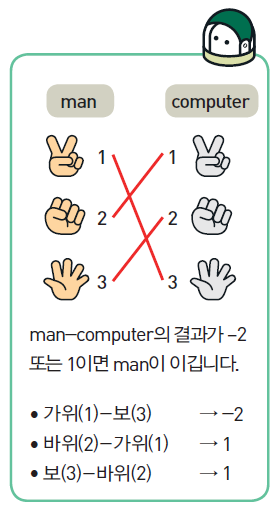 man computer
1 1
2 2
3 3
man–computer의 결과가 –2
또는 1이면 man이 이깁니다.
• 가위(1)–보(3) → –2
• 바위(2)–가위(1) → 1
• 보(3)–바위(2) → 1